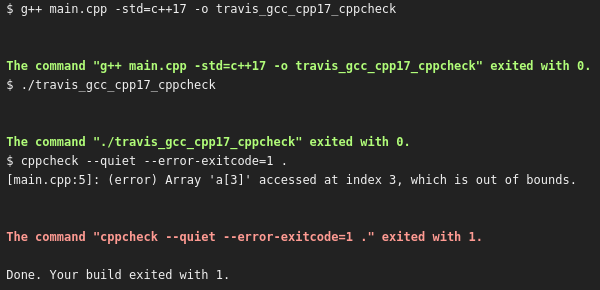 $ g++ main.cpp -std=c++17 -o travis_gcc_cpp17_cppcheck
The command "g++ main.cpp -std=c++17 -o travis_gcc_cpp17_cppcheck" exited with 0.
$ ./travis_gcc_cpp17_cppcheck
The command "./travis_gcc_cpp17_cppcheck" exited with 0.
$ cppcheck --quiet --error-exitcode=1 .
[main.cpp:5]: (error) Array 'a[3]' accessed at index 3, which is out of bounds.
The command "cppcheck --quiet --error-exitcode=1 ." exited with 1.
Done. Your build exited with 1.